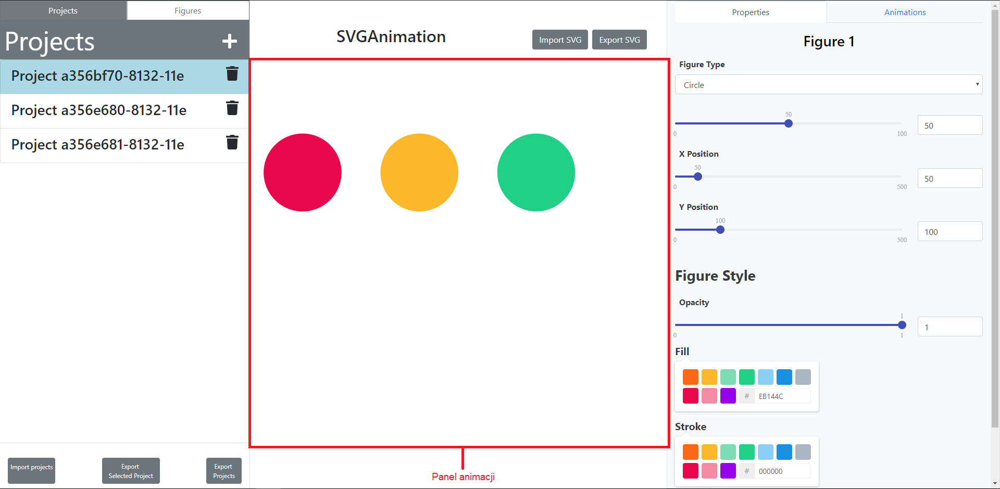 Projects
Figures
Projects
Project a356bf70-8132-11e
Project a356e680-8132-11e
Project a356e681-8132-11e
Import projects
Export
Selected Project
Export
Projects
SVGAnimation
Import SVG
Export SVG
Panel animacji
Properties
Animations
Figure 1
Figure Type
Circle
50
0
100
50
X Position
50
0
500
50
Y Position
100
0
500
100
Figure Style
Opacity
1
0
1
1
Fill
# EB144C
Stroke
# 000000